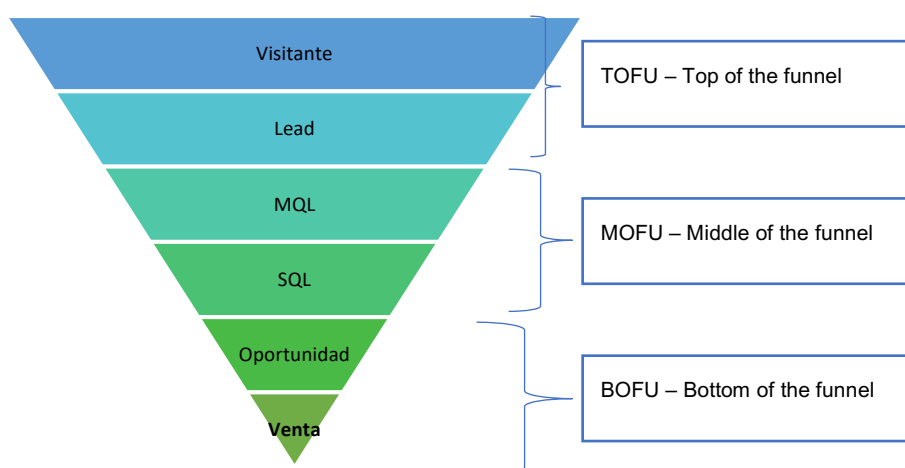 Visitante
TOFU – Top of the funnel
Lead
MQL
MOFU – Middle of the funnel
SQL
Oportunidad
BOFU – Bottom of the funnel
Venta